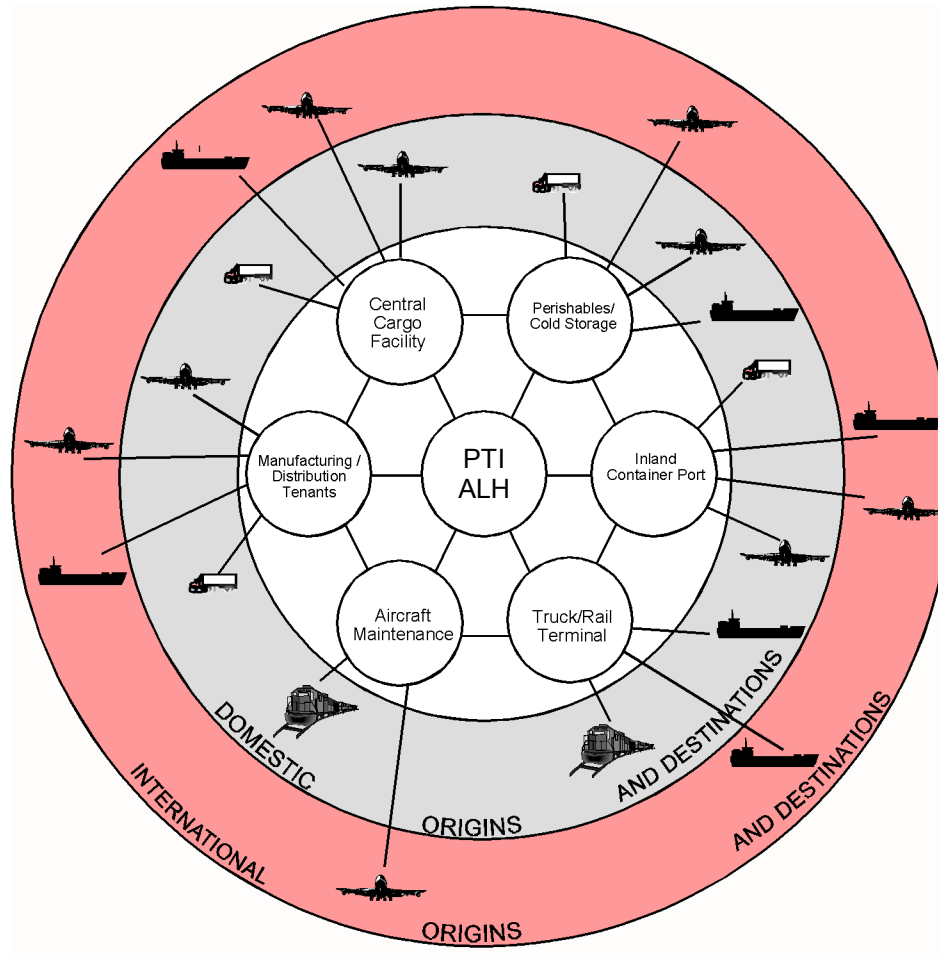 Central
Cargo
Facility
Perishables/
Cold Storage
Manufacturing /
Distribution
Tenants
PTI
ALH
Inland
Container Port
Aircraft
Maintenance
Truck/Rail
Terminal
DOMESTIC
ORIGINS
AND DESTINATIONS
INTERNATIONAL
ORIGINS
AND DESTINATIONS